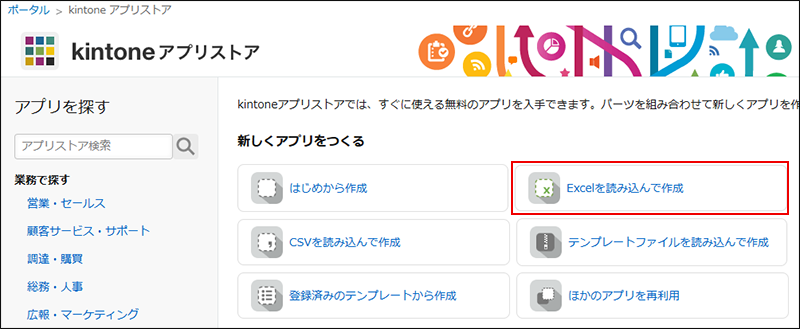 ポータル > kintone アプリストア
kintone アプリストア
アプリを探す
アプリストア検索
業務で探す
営業・セールス
顧客サービス・サポート
調達・購買
総務・人事
広報・マーケティング
kintoneアプリストアでは、すぐに使える無料のアプリを入手できます。パーツを組み合わせて新しくアプリを作
新しくアプリをつくる
はじめから作成
Excelを読み込んで作成
CSVを読み込んで作成
テンプレートファイルを読み込んで作成
登録済みのテンプレートから作成
ほかのアプリを再利用